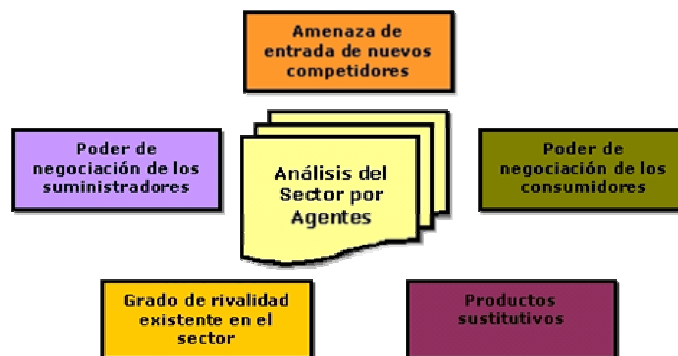 Amenaza de
entrada de nuevos
competidores
Poder de
negociación de los
suministradores
Análisis del
Sector por
Agentes
Poder de
negociación de los
consumidores
Grado de rivalidad
existente en el
sector
Productos
sustitutivos